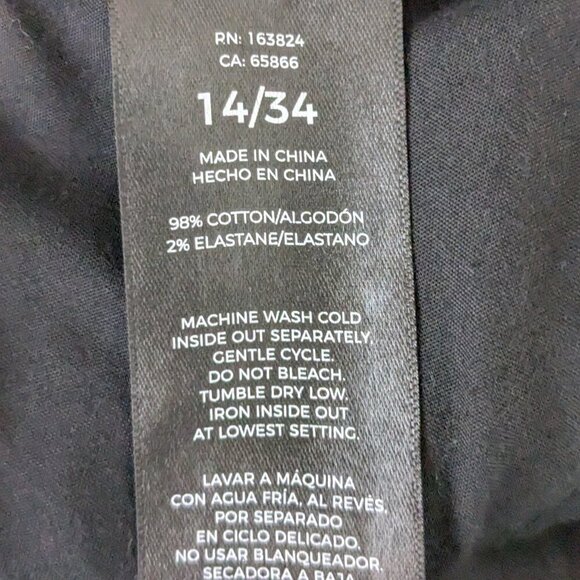 RN: 163824
CA: 65866
14/34
MADE IN CHINA
HECHO EN CHINA
98% COTTON/ALGODÓN
2% ELASTANE/ELASTANO
MACHINE WASH COLD
INSIDE OUT SEPARATELY.
GENTLE CYCLE.
DO NOT BLEACH.
TUMBLE DRY LOW.
IRON INSIDE OUT
AT LOWEST SETTING.
LAVAR A MÁQUINA
CON AGUA FRÍA, AL REVÉS,
POR SEPARADO
EN CICLO DELICADO.
NO USAR BLANQUEADOR.
SECADORA A BAJA